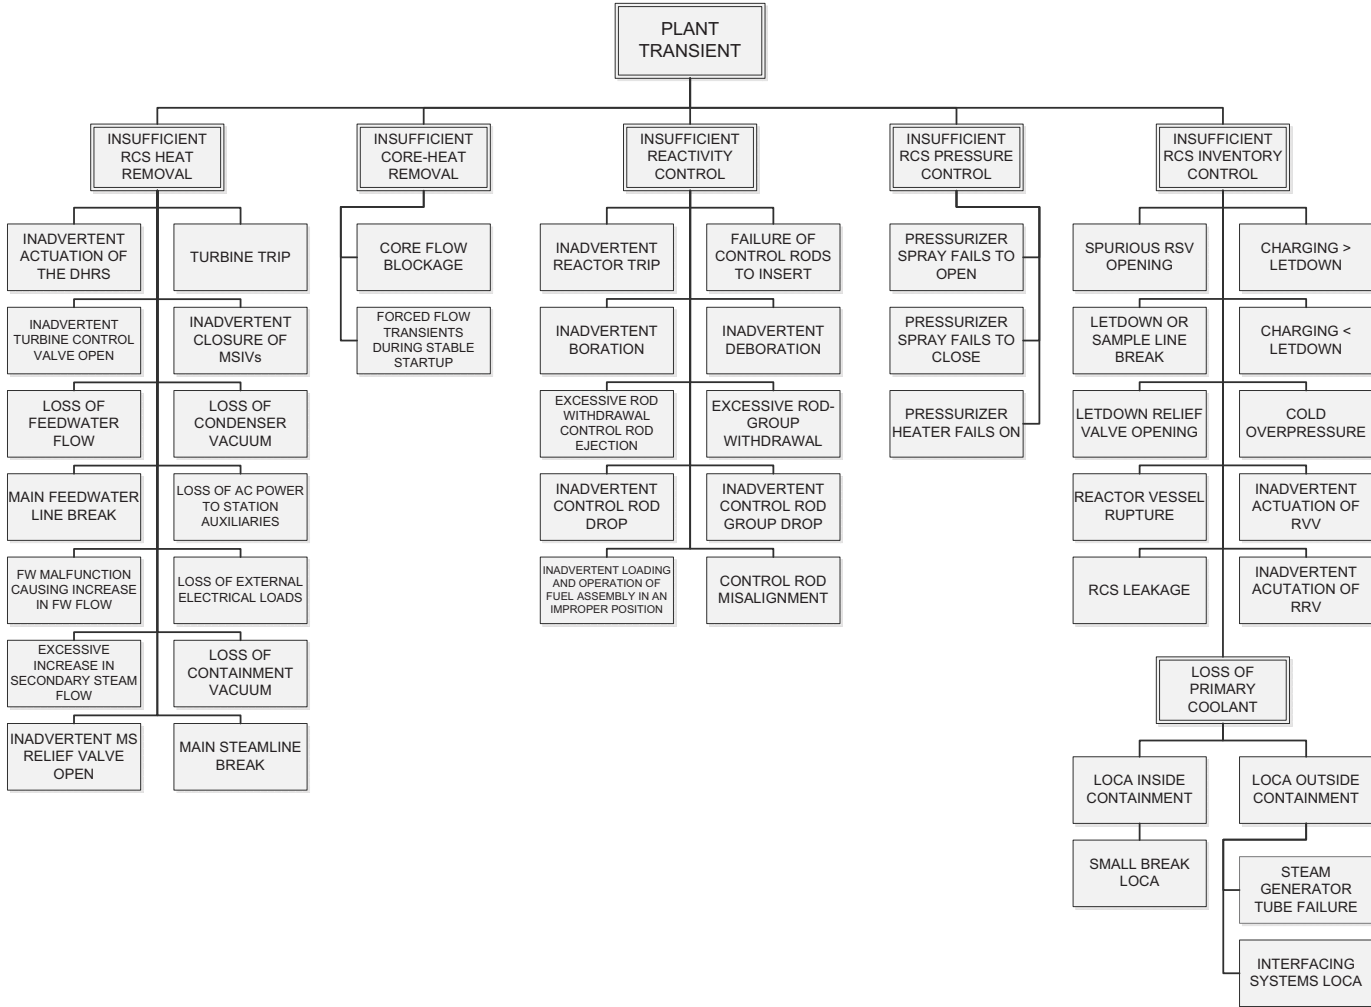 PLANT
TRANSIENT
INSUFFICIENT
RCS HEAT
REMOVAL
INSUFFICIENT
CORE-HEAT
REMOVAL
INSUFFICIENT
REACTIVITY
CONTROL
INSUFFICIENT
RCS PRESSURE
CONTROL
INSUFFICIENT
RCS INVENTORY
CONTROL
INADVERTENT
ACTUATION OF
THE DHRS
TURBINE TRIP
INADVERTENT
TURBINE CONTROL
VALVE OPEN
INADVERTENT
CLOSURE OF
MSIVs
LOSS OF
FEEDWATER
FLOW
LOSS OF
CONDENSER
VACUUM
MAIN FEEDWATER
LINE BREAK
LOSS OF AC POWER
TO STATION
AUXILIARIES
FW MALFUNCTION
CAUSING INCREASE
IN FW FLOW
LOSS OF EXTERNAL
ELECTRICAL LOADS
EXCESSIVE
INCREASE IN
SECONDARY STEAM
FLOW
LOSS OF
CONTAINMENT
VACUUM
INADVERTENT MS
RELIEF VALVE
OPEN
MAIN STEAMLINE
BREAK
CORE FLOW
BLOCKAGE
FORCED FLOW
TRANSIENTS
DURING STABLE
STARTUP
INADVERTENT
REACTOR TRIP
FAILURE OF
CONTROL RODS
TO INSERT
INADVERTENT
BORATION
INADVERTENT
DEBORATION
EXCESSIVE ROD
WITHDRAWAL
CONTROL ROD
EJECTION
EXCESSIVE ROD-
GROUP
WITHDRAWAL
INADVERTENT
CONTROL ROD
DROP
INADVERTENT
CONTROL ROD
GROUP DROP
INADVERTENT LOADING
AND OPERATION OF
FUEL ASSEMBLY IN AN
IMPROPER POSITION
CONTROL ROD
MISALIGNMENT
PRESSURIZER
SPRAY FAILS TO
OPEN
PRESSURIZER
SPRAY FAILS TO
CLOSE
PRESSURIZER
HEATER FAILS ON
SPURIOUS RSV
OPENING
CHARGING >
LETDOWN
LETDOWN OR
SAMPLE LINE
BREAK
CHARGING <
LETDOWN
LETDOWN RELIEF
VALVE OPENING
COLD
OVERPRESSURE
REACTOR VESSEL
RUPTURE
INADVERTENT
ACTUATION OF
RVV
RCS LEAKAGE
INADVERTENT
ACUTATION OF
RRV
LOSS OF
PRIMARY
COOLANT
LOCA INSIDE
CONTAINMENT
LOCA OUTSIDE
CONTAINMENT
SMALL BREAK
LOCA
STEAM
GENERATOR
TUBE FAILURE
INTERFACING
SYSTEMS LOCA